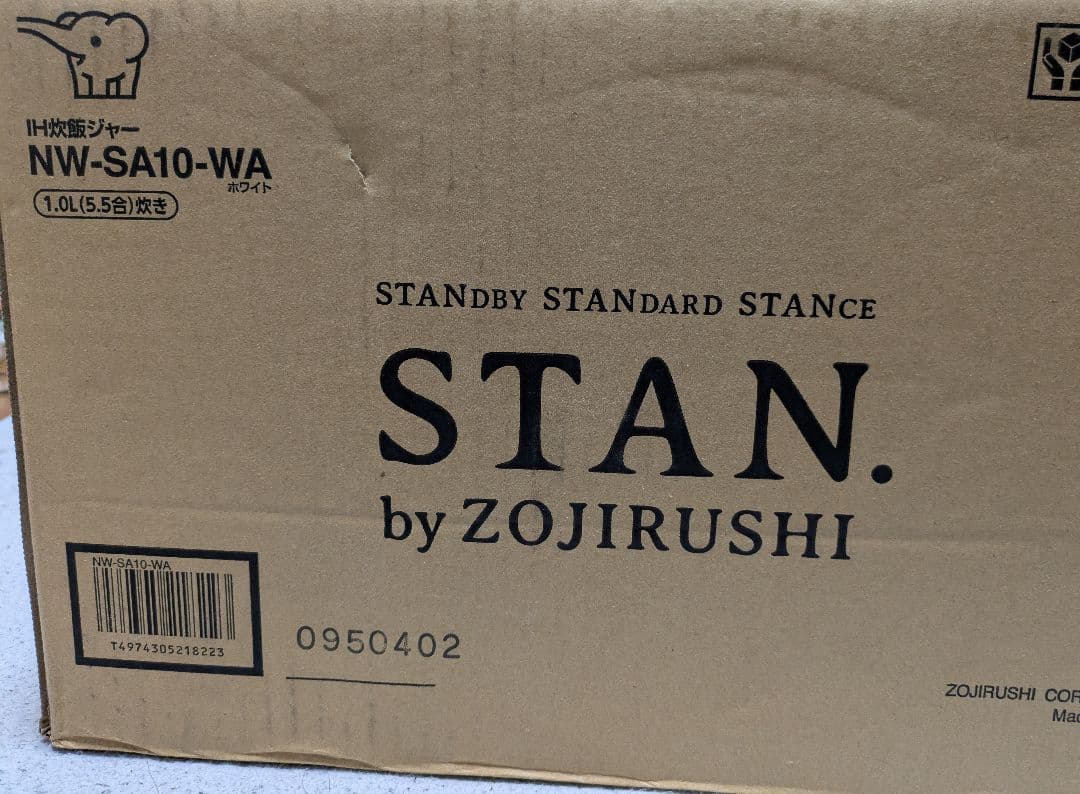 IH炊飯ジャー
NW-SA10-WA
ホワイト
1.0L(5.5合)炊き
STANDBY STANDARD STANCE
STAN.
by ZOJIRUSHI
NW-SA10-WA
T4974305218223
0950402
ZOJIRUSHI COR
Mad